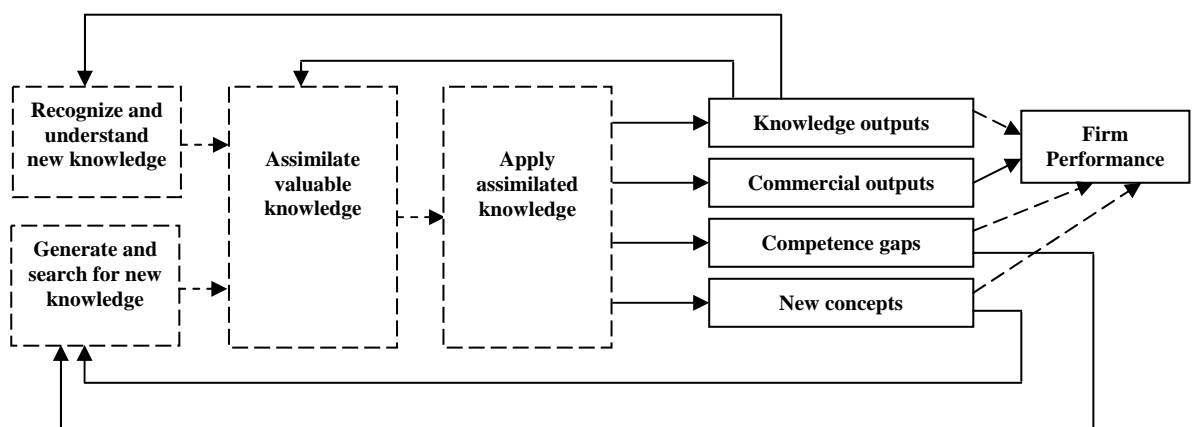 Recognize and
understand
new knowledge
Generate and
search for new
knowledge
Assimilate
valuable
knowledge
Apply
assimilated
knowledge
Knowledge outputs
Commercial outputs
Competence gaps
New concepts
Firm
Performance